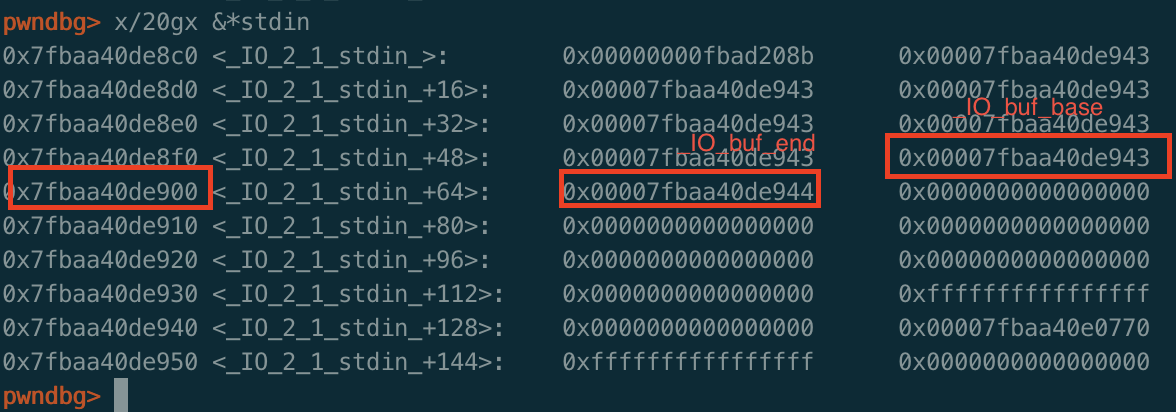 pwndbg> x/20gx &*stdin
0x7fbaa40de8c0 <_IO_2_1_stdin_>: 0x00000000fbad208b 0x00007fbaa40de943
0x7fbaa40de8d0 <_IO_2_1_stdin_+16>: 0x00007fbaa40de943 0x00007fbaa40de943
_IO_buf_base
0x7fbaa40de8e0 <_IO_2_1_stdin_+32>: 0x00007fbaa40de943 0x00007fbaa40de943
_IO_buf_end
0x7fbaa40de8f0 <_IO_2_1_stdin_+48>: 0x00007fbaa40de943 0x00007fbaa40de943
0x7fbaa40de900 <_IO_2_1_stdin_+64>: 0x00007fbaa40de944 0x0000000000000000
0x7fbaa40de910 <_IO_2_1_stdin_+80>: 0x0000000000000000 0x0000000000000000
0x7fbaa40de920 <_IO_2_1_stdin_+96>: 0x0000000000000000 0x0000000000000000
0x7fbaa40de930 <_IO_2_1_stdin_+112>: 0x0000000000000000 0xffffffffffffffff
0x7fbaa40de940 <_IO_2_1_stdin_+128>: 0x0000000000000000 0x00007fbaa40e0770
0x7fbaa40de950 <_IO_2_1_stdin_+144>: 0xffffffffffffffff 0x0000000000000000
pwndbg>